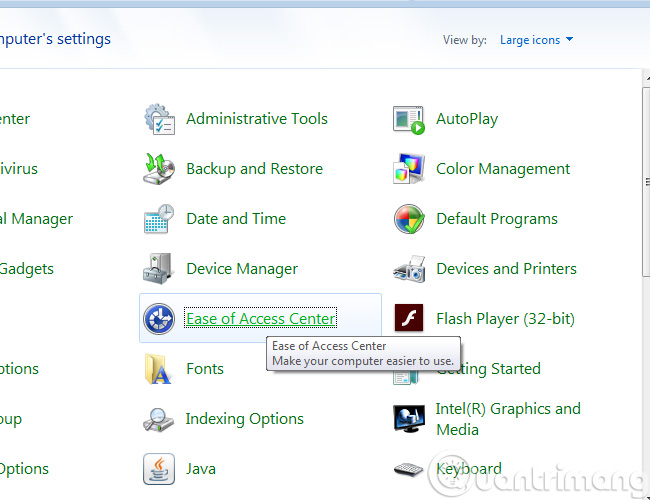 mputer's settings
View by: Large icons
enter
Administrative Tools
AutoPlay
ivirus
Backup and Restore
Color Management
al Manager
Date and Time
Default Programs
Gadgets
Device Manager
Devices and Printers
Ease of Access Center
Flash Player (32-bit)
Ease of Access Center
Make your computer easier to use.
ptions
Fonts
Getting Started
oup
Indexing Options
Intel(R) Graphics and
Media
Options
Java
Keyboard
Quantrimang